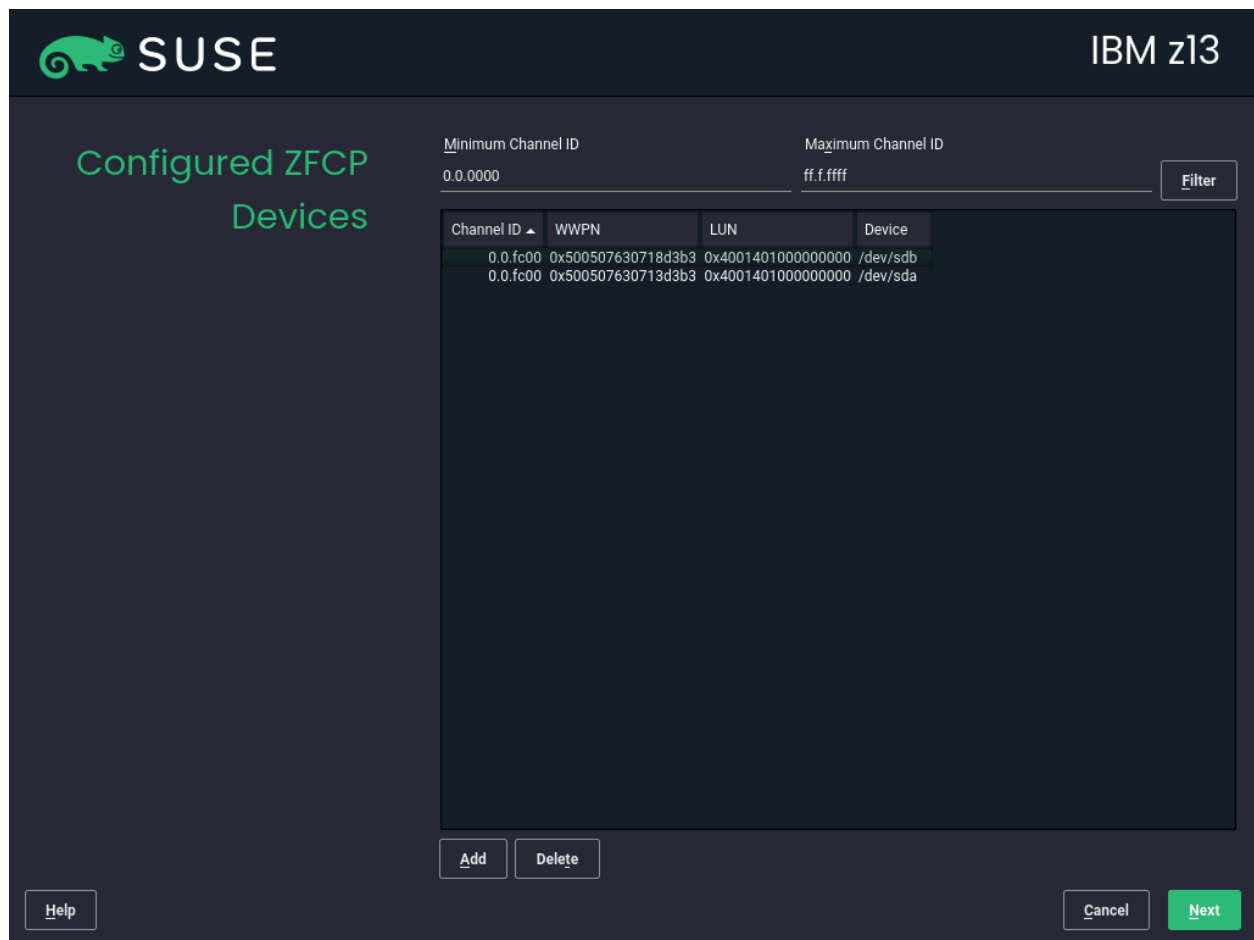 SUSE
IBM z13
Configured ZFCP
Devices
Minimum Channel ID
Maximum Channel ID
0.0.0000
ff.f.ffff
Filter
Channel ID WWPN LUN Device
0.0.fc00 0x500507630718d3b3 0x4001401000000000 /dev/sdb
0.0.fc00 0x500507630713d3b3 0x4001401000000000 /dev/sda
Add Delete
Help Cancel Next